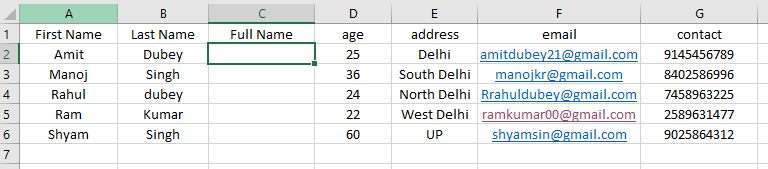 A B C D E F G
1 First Name Last Name Full Name age address email contact
2 Amit Dubey 25 Delhi amitdubey21@gmail.com 9145456789
3 Manoj Singh 36 South Delhi manojkr@gmail.com 8402586996
4 Rahul dubey 24 North Delhi Rrahuldubey@gmail.com 7458963225
5 Ram Kumar 22 West Delhi ramkumar00@gmail.com 2589631477
6 Shyam Singh 60 UP shyamsin@gmail.com 9025864312
7